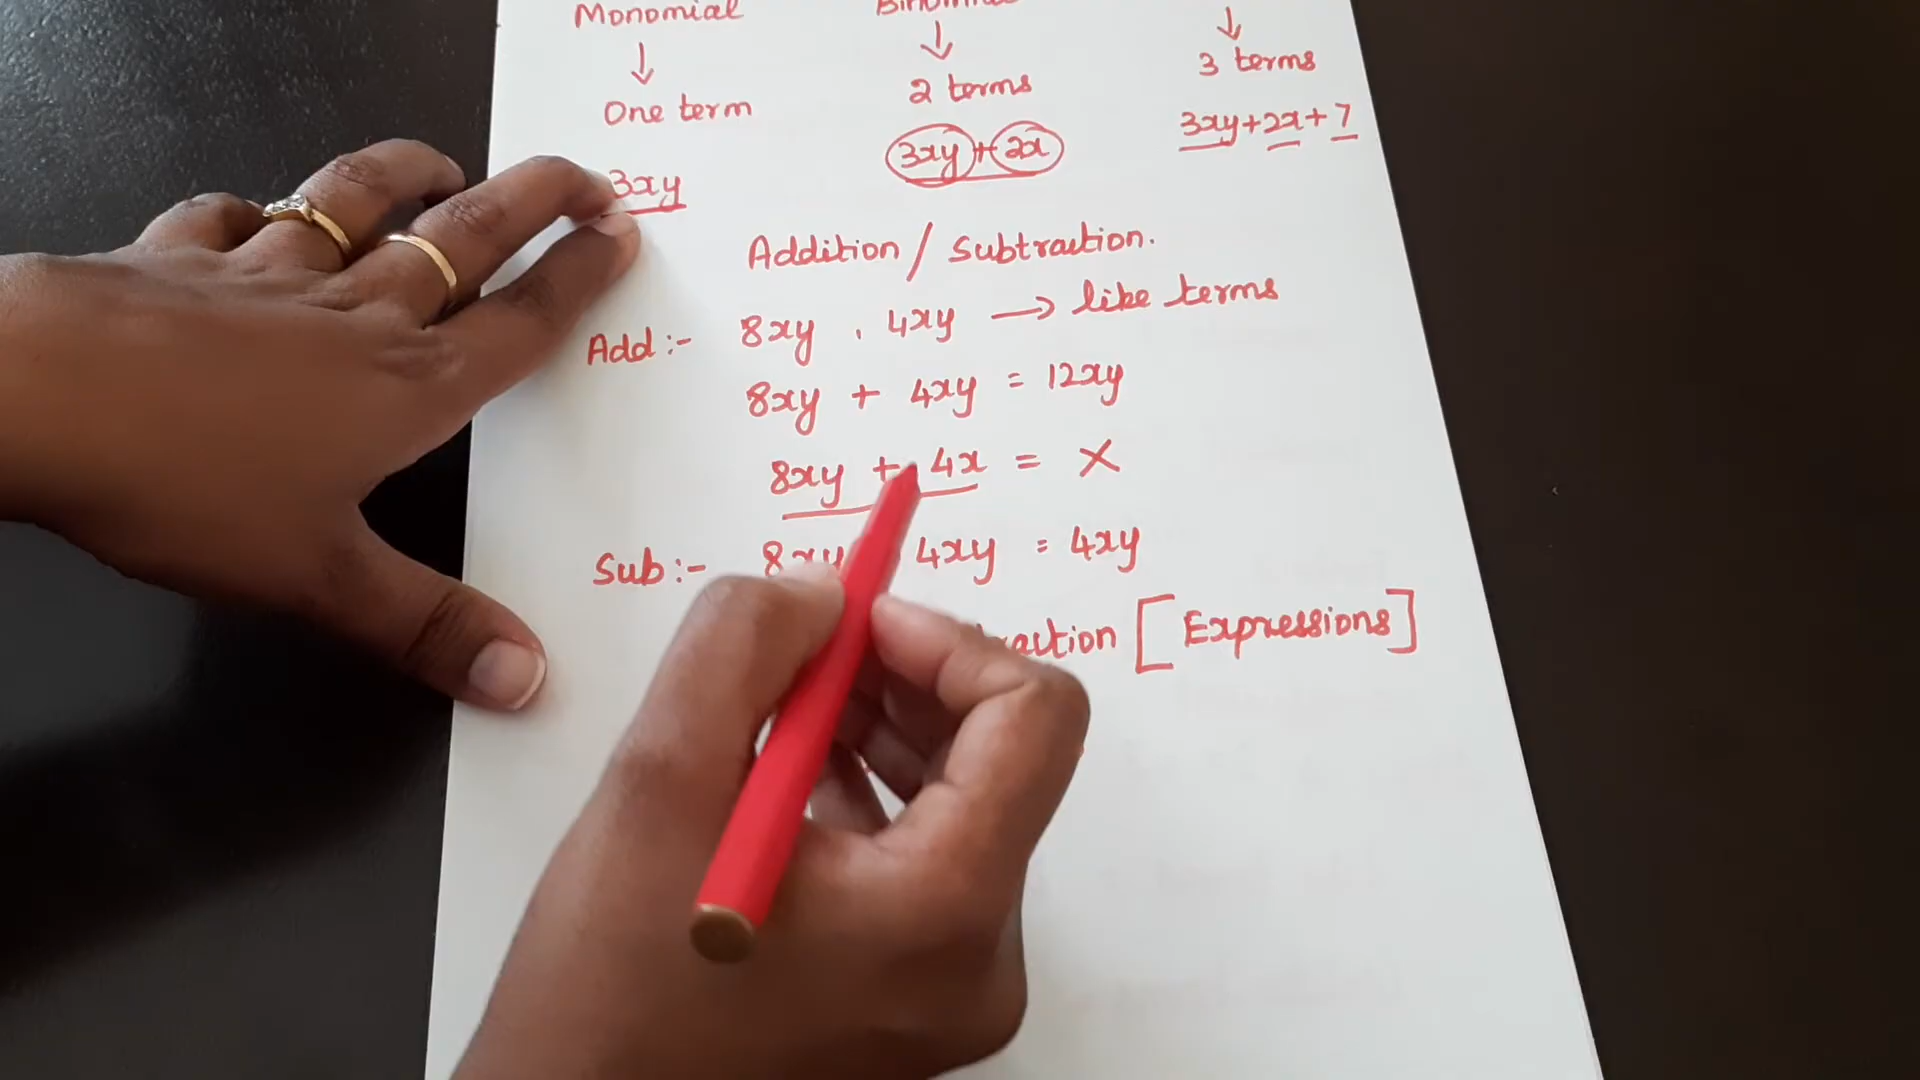 Monomial
↓ ↓ ↓
One term 2 terms 3 terms
3xy 3xy+2x 3xy+2x+7
Addition / Subtraction.
Add:- 8xy , 4xy → like terms
8xy + 4xy = 12xy
8xy + 4x = ×
Sub:- 8xy 4xy = 4xy
[Expressions]